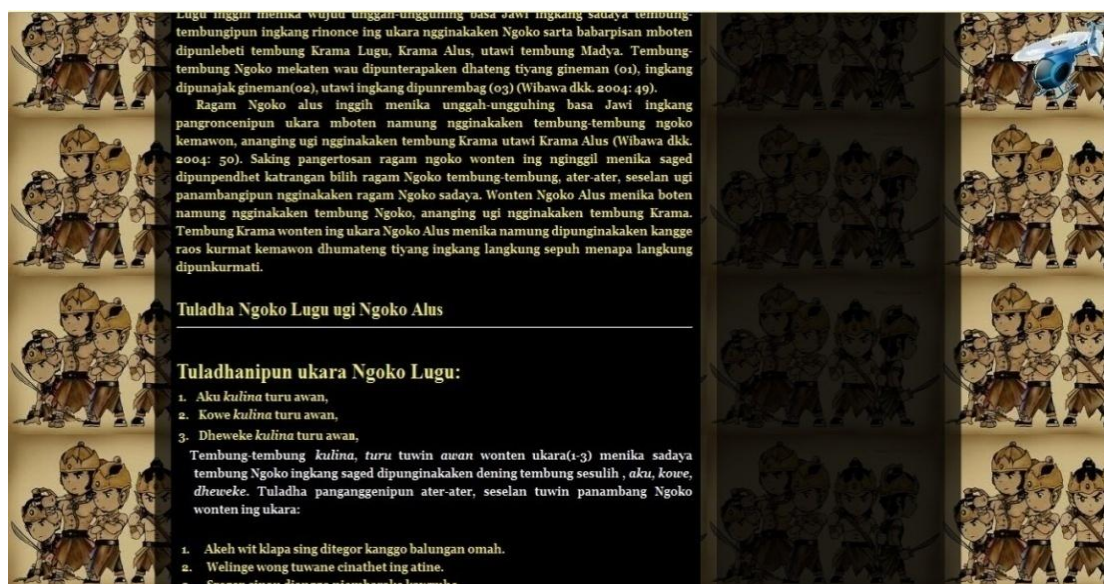 Lugu inggih menika wujud unggah-ungguhing basa Jawi ingkang sadaya tembung-
tembungipun ingkang rinonce ing ukara ngginakaken Ngoko sarta babarpisan mboten
dipunlebeti tembung Krama Lugu, Krama Alus, utawi tembung Madya. Tembung-
tembung Ngoko mekaten wau dipunterapaken dhateng tiyang gineman (01), ingkang
dipunajak gineman(02), utawi ingkang dipunrembag (03) (Wibawa dkk. 2004: 49).
Ragam Ngoko alus inggih menika unggah-ungguhing basa Jawi ingkang
pangroncenipun ukara mboten namung ngginakaken tembung-tembung ngoko
kemawon, ananging ugi ngginakaken tembung Krama utawi Krama Alus (Wibawa dkk.
2004: 50). Saking pangertosan ragam ngoko wonten ing nginggil menika saged
dipunpendhet katrangan bilih ragam Ngoko tembung-tembung, ater-ater, seselan ugi
panambangipun ngginakaken ragam Ngoko sadaya. Wonten Ngoko Alus menika boten
namung ngginakaken tembung Ngoko, ananging ugi ngginakaken tembung Krama.
Tembung Krama wonten ing ukara Ngoko Alus menika namung dipunginakaken kangge
raos kurmat kemawon dhumateng tiyang ingkang langkung sepuh menapa langkung
dipunkurmati.
Tuladha Ngoko Lugu ugi Ngoko Alus
Tuladhanipun ukara Ngoko Lugu:
1. Aku kulina turu awan,
2. Kowe kulina turu awan,
3. Dheweke kulina turu awan,
Tembung-tembung kulina, turu tuwin awan wonten ukara(1-3) menika sadaya
tembung Ngoko ingkang saged dipunginakaken dening tembung sesulih , aku, kowe,
dheweke. Tuladha panganggenipun ater-ater, seselan tuwin panambang Ngoko
wonten ing ukara:
1. Akeh wit klapa sing ditegor kanggo balungan omah.
2. Welinge wong tuwane cinathet ing atine.